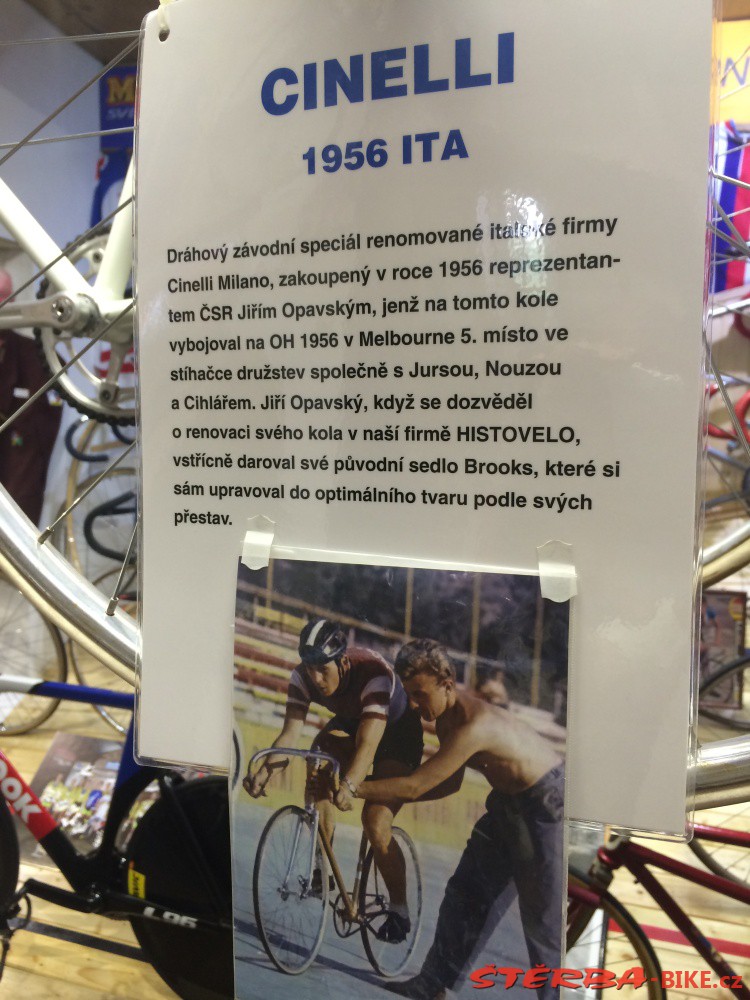 CINELLI
1956 ITA
Dráhový závodní speciál renomované italské firmy
Cinelli Milano, zakoupený v roce 1956 reprezentan-
tem ČSR Jiřím Opavským, jenž na tomto kole
vybojoval na OH 1956 v Melbourne 5. místo ve
stíhačce družstev společně s Jursou, Nouzou
a Cihlářem. Jiří Opavský, když se dozvěděl
o renovaci svého kola v naší firmě HISTOVELO,
vstřícně daroval své původní sedlo Brooks, které si
sám upravoval do optimálního tvaru podle svých
přestav.
L96
ŠTĚRBA-BIKE.cz